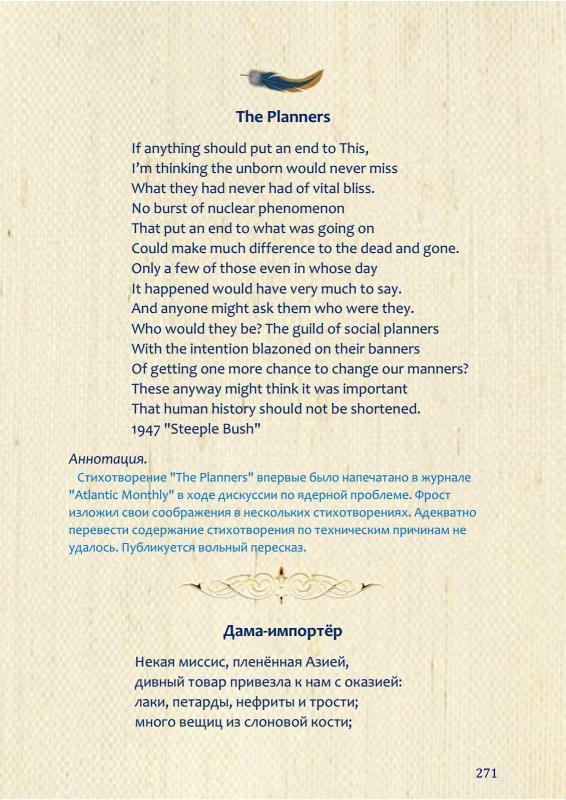 The Planners
If anything should put an end to This,
I'm thinking the unborn would never miss
What they had never had of vital bliss.
No burst of nuclear phenomenon
That put an end to what was going on
Could make much difference to the dead and gone.
Only a few of those even in whose day
It happened would have very much to say.
And anyone might ask them who were they.
Who would they be? The guild of social planners
With the intention blazoned on their banners
Of getting one more chance to change our manners?
These anyway might think it was important
That human history should not be shortened.
1947 "Steeple Bush"
Аннотация.
Стихотворение "The Planners" впервые было напечатано в журнале
"Atlantic Monthly" в ходе дискуссии по ядерной проблеме. Фрост
изложил свои соображения в нескольких стихотворениях. Адекватно
перевести содержание стихотворения по техническим причинам не
удалось. Публикуется вольный пересказ.
Дама-импортёр
Некая миссис, пленённая Азией,
дивный товар привезла к нам с оказией:
лаки, петарды, нефриты и трости;
много вещиц из слоновой кости;
271